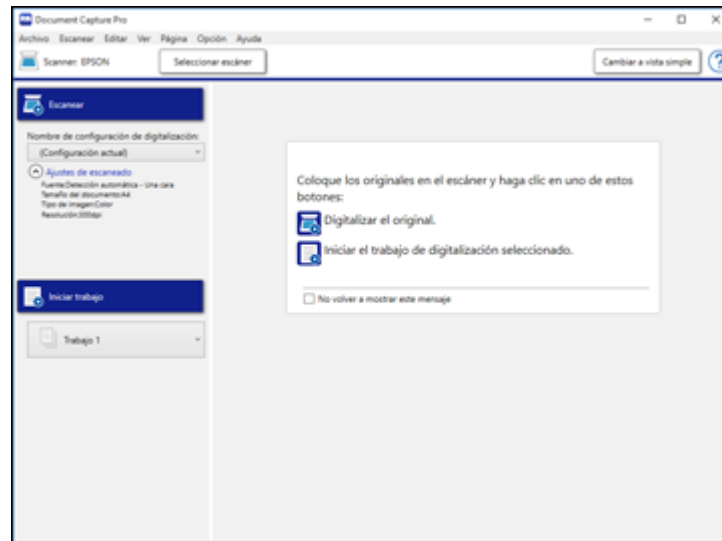 Document Capture Pro
Archivo Escanear Editar Ver Página Opción Ayuda
Scanner: EPSON
Seleccionar escáner
Cambiar a vista simple
?
Escanear
Nombre de configuración de digitalización:
(Configuración actual)
Ajustes de escaneado
Fuente:Detección automática – Una cara
Tamaño del documento:A4
Tipo de imagen:Color
Resolución:300dpi
Coloque los originales en el escáner y haga clic en uno de estos
botones:
Digitalizar el original.
Iniciar el trabajo de digitalización seleccionado.
No volver a mostrar este mensaje
Iniciar trabajo
Trabajo 1